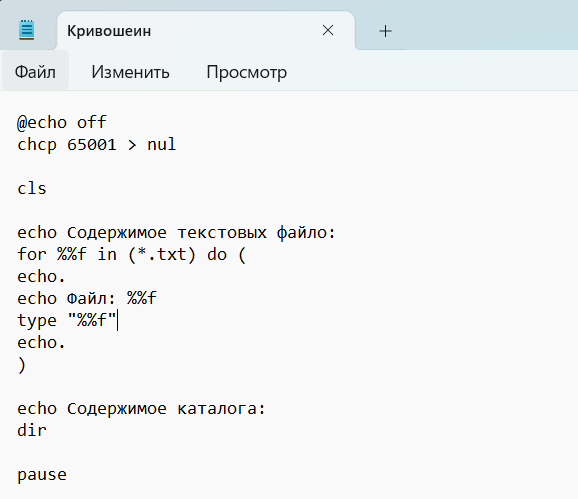 Кривошеин
Файл Изменить Просмотр
@echo off
chcp 65001 > nul
cls
echo Содержимое текстовых файло:
for %%f in (*.txt) do (
echo.
echo Файл: %%f
type "%%f"
echo.
)
echo Содержимое каталога:
dir
pause